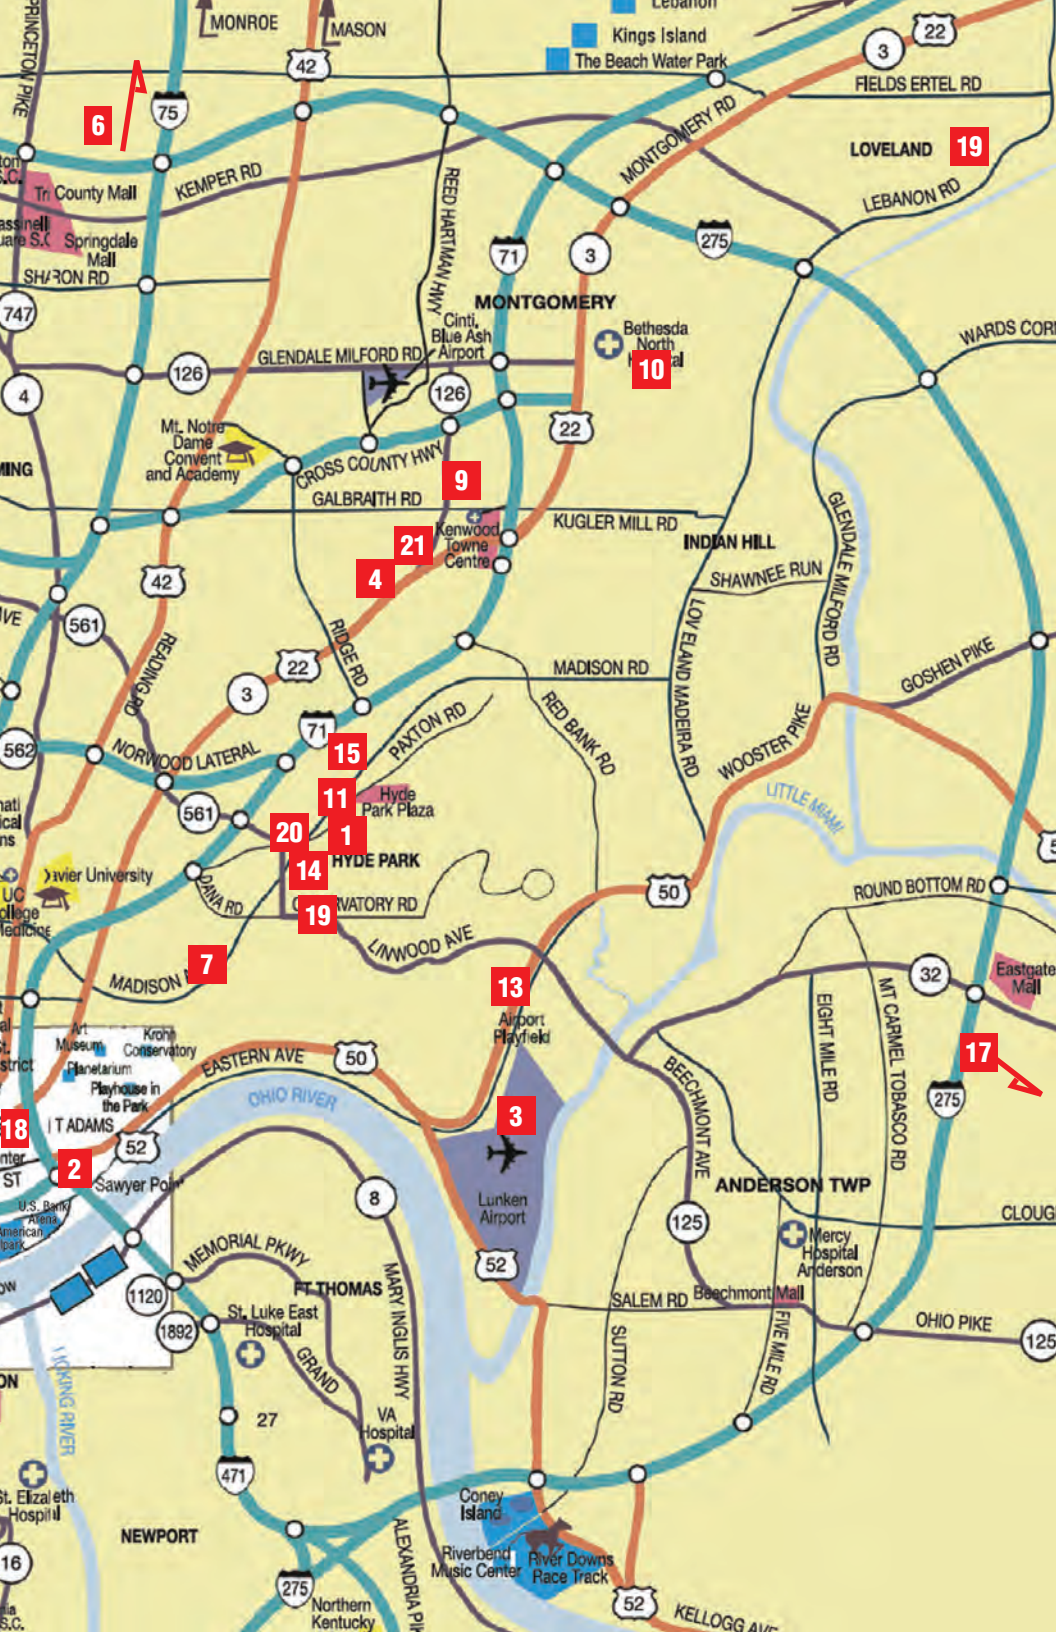 Lebanon
PRINCETON PIKE
MONROE
MASON
22
Kings Island
3
42
The Beach Water Park
FIELDS ERTEL RD
75
6
MONTGOMERY RD
LOVELAND
19
KEMPER RD
Tri County Mall
LEBANON RD
REED HARTMAN HWY
Springdale
Mall
275
71
3
SHARON RD
747
MONTGOMERY
Cinti.
Blue Ash
Airport
Bethesda
North
10
WARDS
GLENDALE MILFORD RD
126
126
4
22
Mt. Notre
Dame
Convent
and Academy
CROSS COUNTY HWY
9
GALBRAITH RD
KUGLER MILL RD
Kenwood
Towne
Centre
21
INDIAN HILL
GLENDALE MILFORD RD
4
SHAWNEE RUN
42
561
READING RD
RIDGE RD
LOVELAND MADEIRA RD
22
MADISON RD
GOSHEN PIKE
3
RED BANK RD
PAXTON RD
71
WOOSTER PIKE
562
NORWOOD LATERAL
15
LITTLE MIAMI
11
Hyde
Park Plaza
561
20
1
HYDE PARK
14
Xavier University
UC
50
ROUND BOTTOM RD
DANA RD
19
LINWOOD AVE
7
MADISON
32
Eastgate
Mall
13
Airport
Playfield
EIGHT MILE RD
MT CARMEL TOBASCO RD
Art
Museum
Krohn
Conservatory
17
EASTERN AVE
50
Planetarium
Playhouse in
the Park
OHIO RIVER
BEECHMONT AVE
275
3
18
52
2
ST
Sawyer Point
8
ANDERSON TWP
U.S. Bank
Arena
Lunken
Airport
125
Mercy
Hospital
Anderson
MEMORIAL PKWY
52
MARY INGLIS HWY
FT THOMAS
1120
Beechmont Mall
SALEM RD
1892
St. Luke East
Hospital
OHIO PIKE
125
SUTTON RD
FIVE MILE RD
GRAND
LICKING RIVER
27
VA
Hospital
471
St. Elizabeth
Hospital
Coney
Island
NEWPORT
Riverbend
Music Center
River Downs
Race Track
16
275
52
Northern
Kentucky
KELLOGG AVE